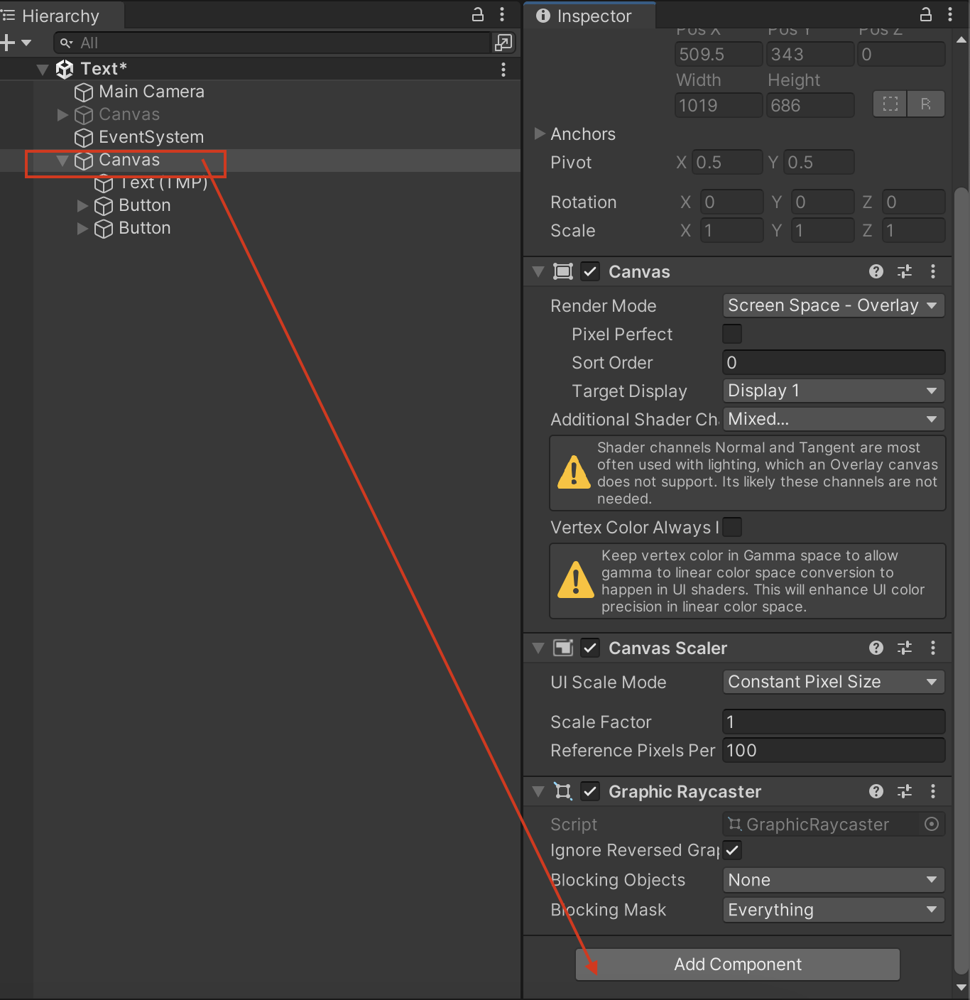 Hierarchy
All
Text*
Main Camera
Canvas
EventSystem
Canvas
Text (TMP)
Button
Button
Inspector
Pos X Pos Y Pos Z
509.5 343 0
Width Height
1019 686
R
Anchors
Pivot X 0.5 Y 0.5
Rotation X 0 Y 0 Z 0
Scale X 1 Y 1 Z 1
Canvas
Render Mode Screen Space - Overlay
Pixel Perfect
Sort Order 0
Target Display Display 1
Additional Shader Ch Mixed...
Shader channels Normal and Tangent are most
often used with lighting, which an Overlay canvas
does not support. Its likely these channels are not
needed.
Vertex Color Always I
Keep vertex color in Gamma space to allow
gamma to linear color space conversion to
happen in UI shaders. This will enhance UI color
precision in linear color space.
Canvas Scaler
UI Scale Mode Constant Pixel Size
Scale Factor 1
Reference Pixels Per 100
Graphic Raycaster
Script GraphicRaycaster
Ignore Reversed Grap
Blocking Objects None
Blocking Mask Everything
Add Component